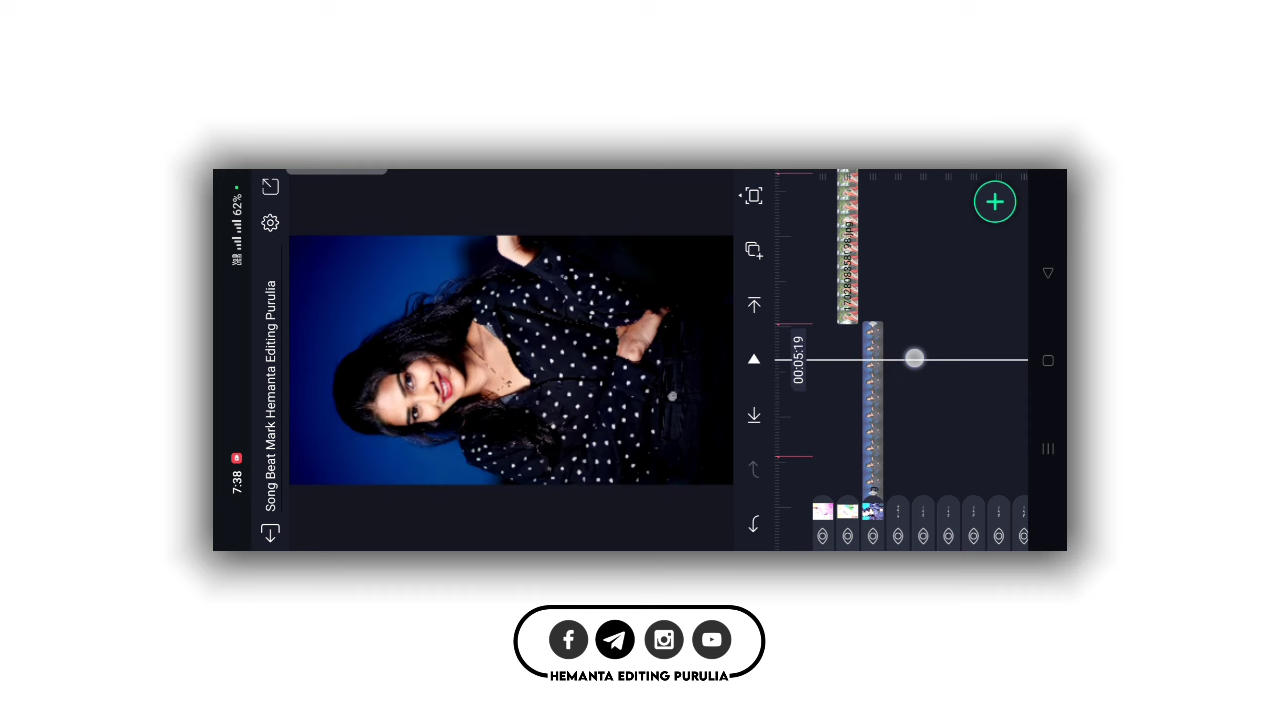 7:38
62%
Song Beat Mark Hemanta Editing Purulia
00:05:19
HEMANTA EDITING PURULIA